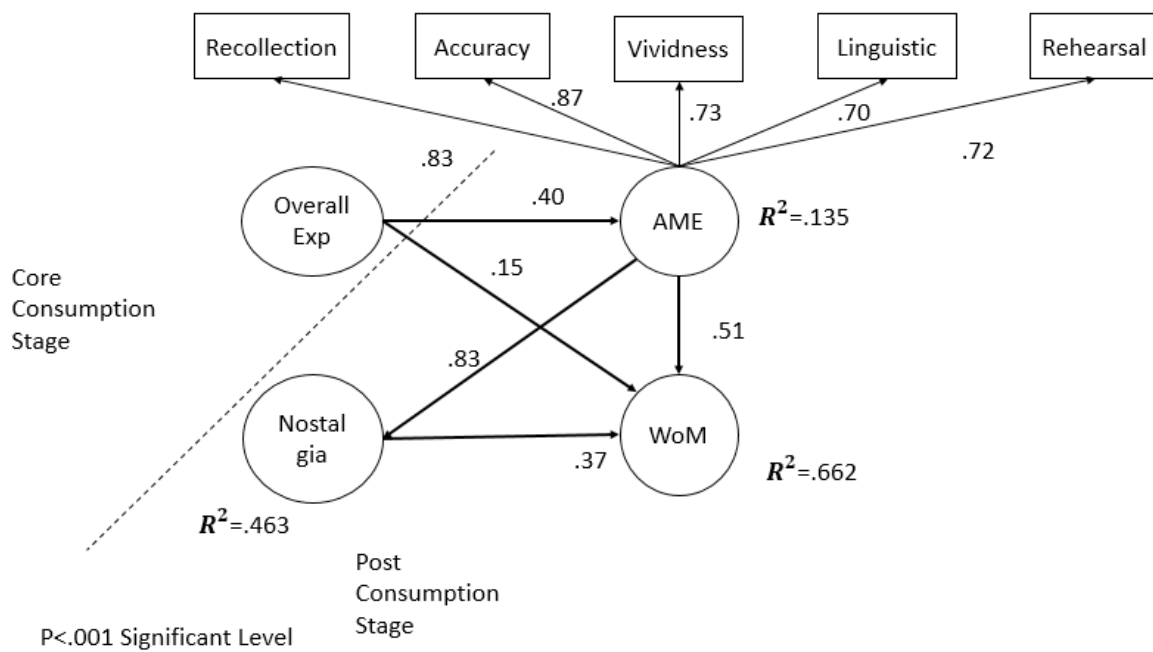 Recollection
Accuracy
Vividness
Linguistic
Rehearsal
.87
.73
.70
.72
.83
Overall
Exp
.40
AME
R²=.135
.15
Core
Consumption
Stage
.51
.83
Nostal
gia
.37
WoM
R²=.662
R²=.463
Post
Consumption
Stage
P<.001 Significant Level